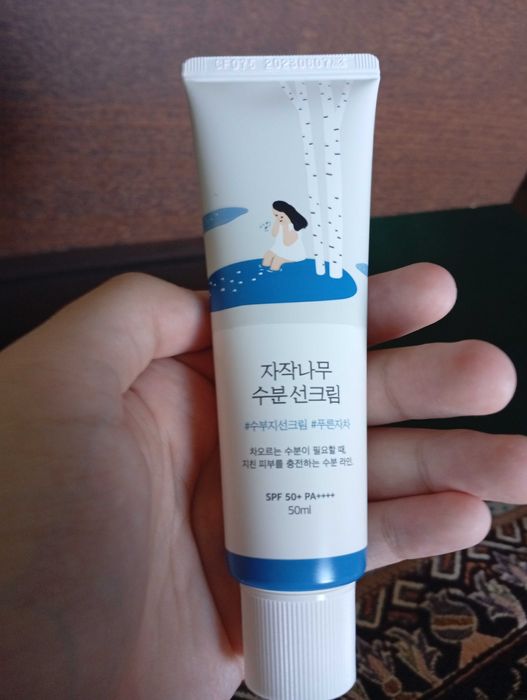 자작나무
수분 선크림
#수부지선크림 #푸른자차
차오르는 수분이 필요할 때,
지친 피부를 충전하는 수분 라인.
SPF 50+ PA++++
50ml